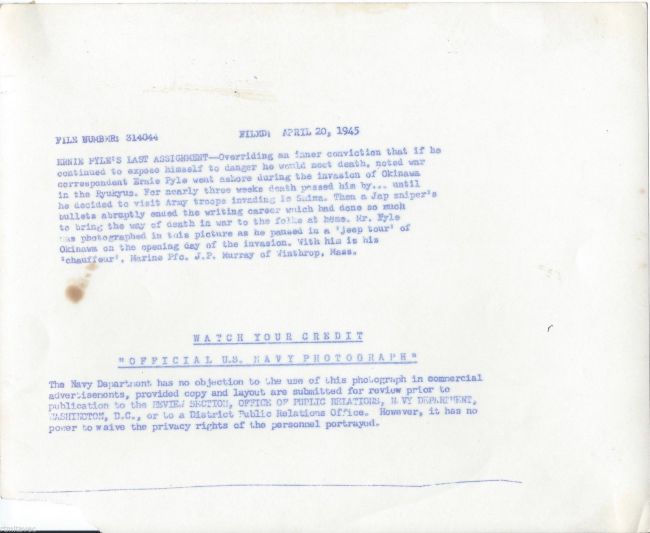 FILE NUMBER: 314044 FILED: APRIL 20, 1945
ERNIE PYLE'S LAST ASSIGNMENT—Overriding an inner conviction that if he
continued to expose himself to danger he would meet death, noted war
correspondent Ernie Pyle went ashore during the invasion of Okinawa
in the Ryukyus. For nearly three weeks death passed him by... until
he decided to visit Army troops invading Ie Shima. Then a Jap sniper's
bullets abruptly ended the writing career which had done so much
to bring the way of death in war to the folks at home. Mr. Pyle
was photographed in this picture as he paused in a 'jeep tour' of
Okinawa on the opening day of the invasion. With his is his
'chauffeur', Marine Pfc. J.P. Murray of Winthrop, Mass.
WATCH YOUR CREDIT
"OFFICIAL U.S. NAVY PHOTOGRAPH"
The Navy Department has no objection to the use of this photograph in commercial
advertisements, provided copy and layout are submitted for review prior to
publication to the REVIEW SECTION, OFFICE OF PUBLIC RELATIONS, NAVY DEPARTMENT,
WASHINGTON, D.C., or to a District Public Relations Office. However, it has no
power to waive the privacy rights of the personnel portrayed.